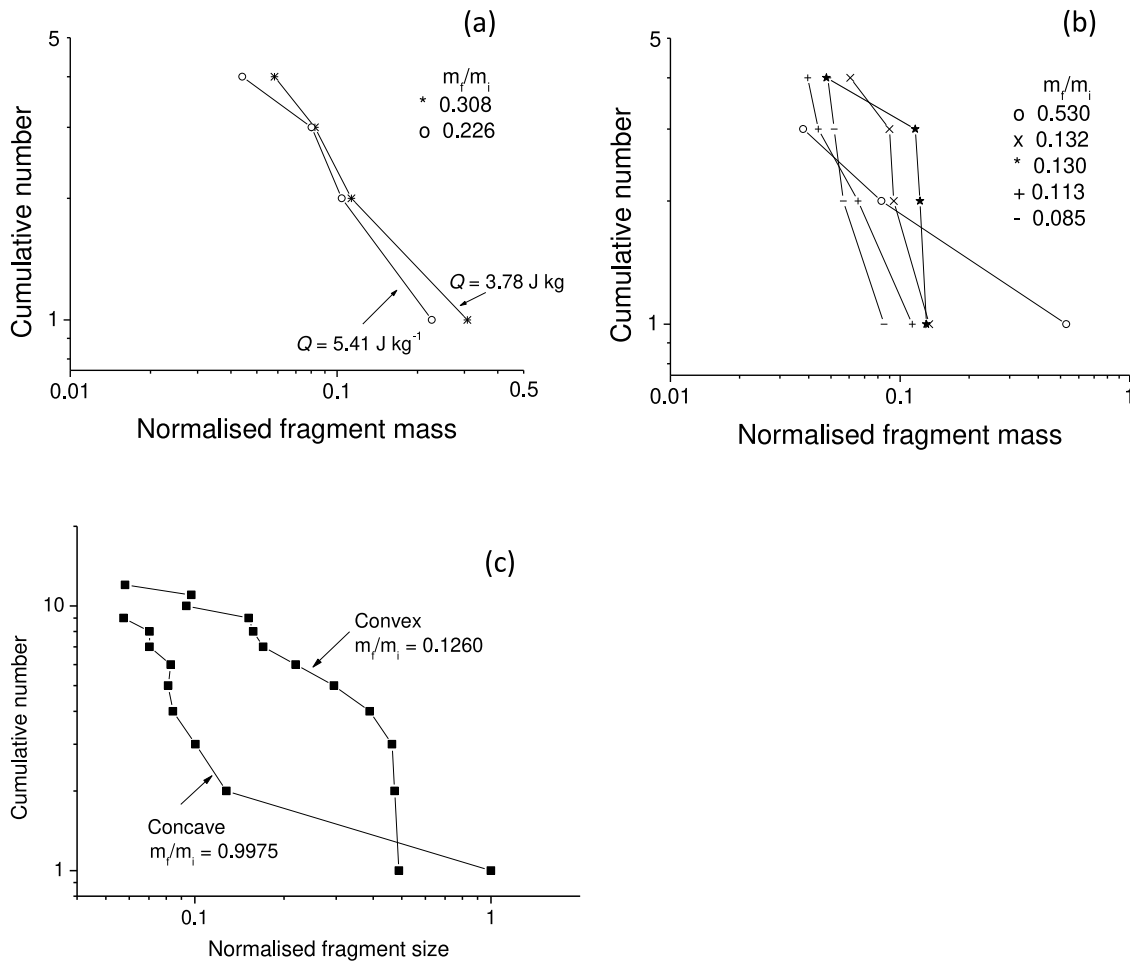 (a)
5
1
Cumulative number
m_f/m_i
* 0.308
o 0.226
Q = 3.78 J kg
Q = 5.41 J kg⁻¹
0.01
0.1
0.5
Normalised fragment mass
(b)
5
1
Cumulative number
m_f/m_i
o 0.530
x 0.132
* 0.130
+ 0.113
- 0.085
0.01
0.1
1
Normalised fragment mass
(c)
10
1
Cumulative number
Convex
m_f/m_i = 0.1260
Concave
m_f/m_i = 0.9975
0.1
1
Normalised fragment size